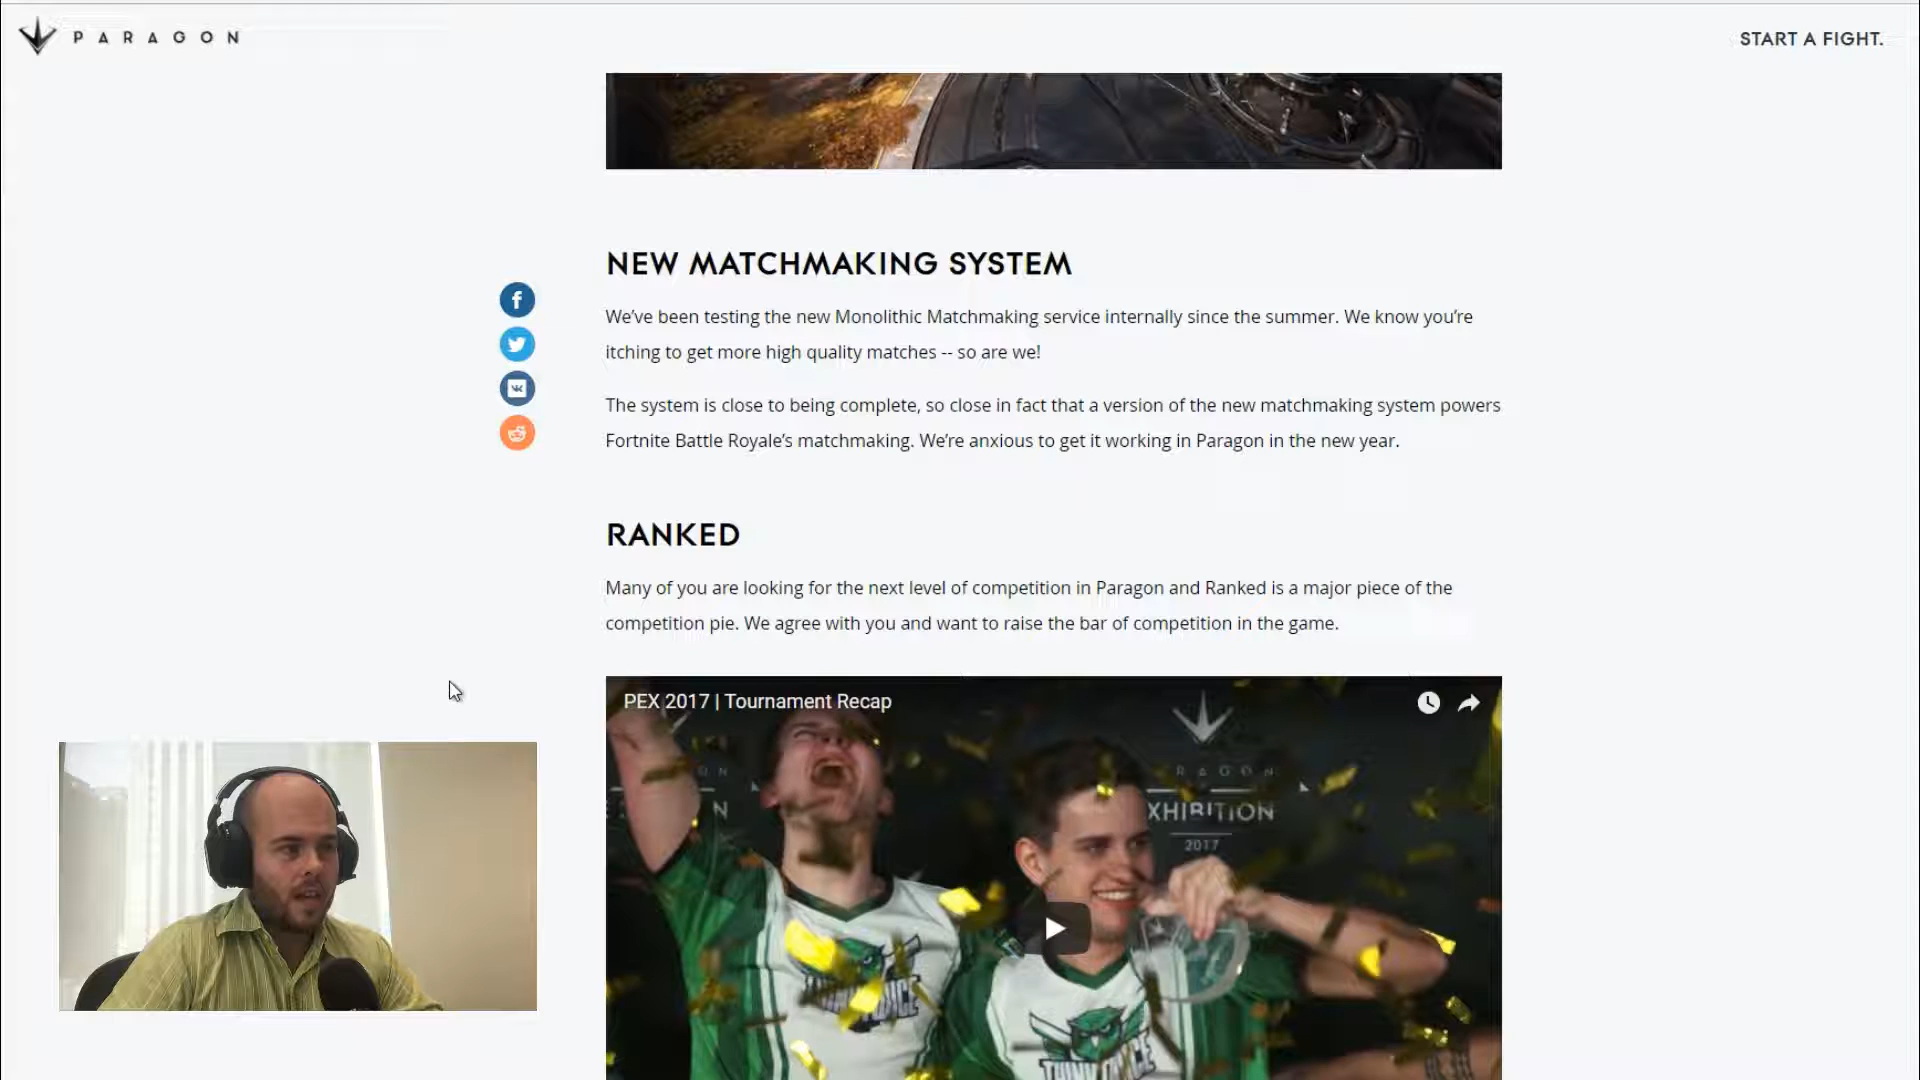 PARAGON
START A FIGHT.
NEW MATCHMAKING SYSTEM
We've been testing the new Monolithic Matchmaking service internally since the summer. We know you're
itching to get more high quality matches -- so are we!
The system is close to being complete, so close in fact that a version of the new matchmaking system powers
Fortnite Battle Royale's matchmaking. We're anxious to get it working in Paragon in the new year.
RANKED
Many of you are looking for the next level of competition in Paragon and Ranked is a major piece of the
competition pie. We agree with you and want to raise the bar of competition in the game.
PEX 2017 | Tournament Recap
RAGON
XHIBITION
2017